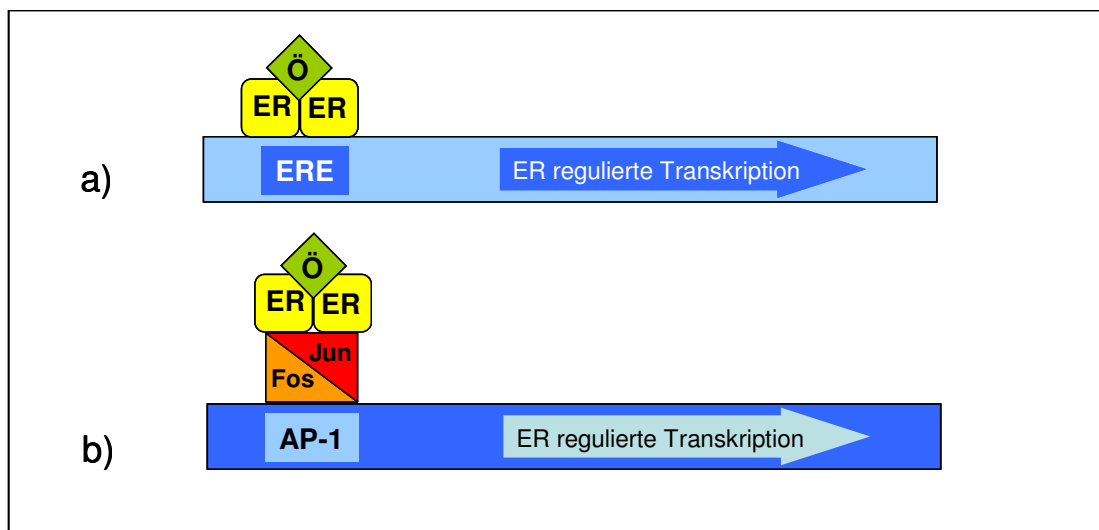 Ö
ER ER
a)
ERE
ER regulierte Transkription
Ö
ER ER
Jun
Fos
b)
AP-1
ER regulierte Transkription